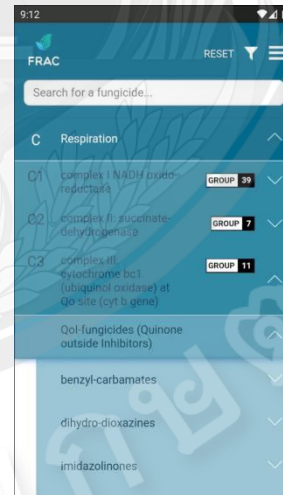 9:12
FRAC
RESET
Search for a fungicide...
C Respiration
C1 complex I NADH oxido-
reductase
GROUP 39
C2 complex II: succinate-
dehydrogenase
GROUP 7
C3 complex III:
cytochrome bc1
(ubiquinol oxidase) at
Qo site (cyt b gene)
GROUP 11
QoI-fungicides (Quinone
outside Inhibitors)
benzyl-carbamates
dihydro-dioxazines
imidazolinones